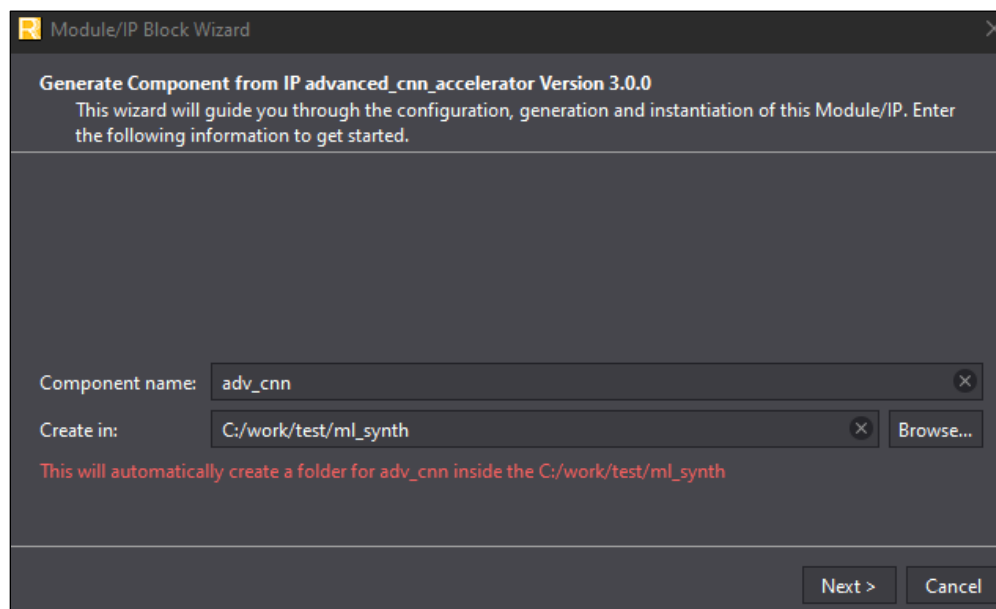 Module/IP Block Wizard
Generate Component from IP advanced_cnn_accelerator Version 3.0.0
This wizard will guide you through the configuration, generation and instantiation of this Module/IP. Enter
the following information to get started.
Component name: adv_cnn
Create in: C:/work/test/ml_synth Browse...
This will automatically create a folder for adv_cnn inside the C:/work/test/ml_synth
Next > Cancel